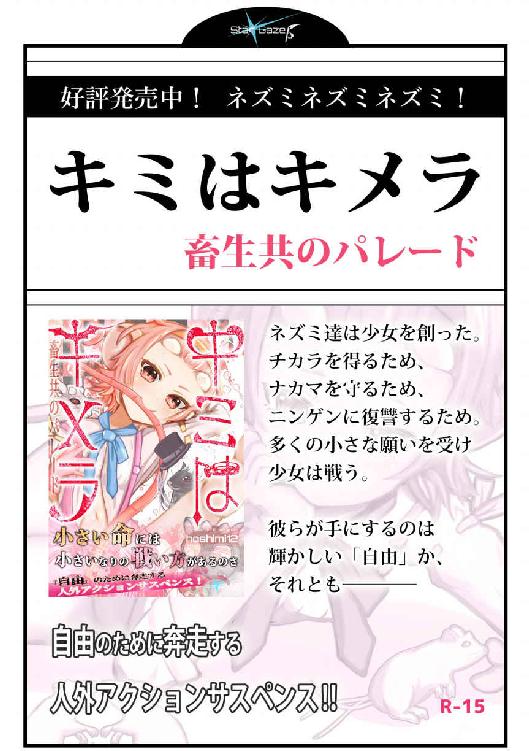 StarGazer
好評発売中！　ネズミネズミネズミ！
キミはキメラ
畜生共のパレード
ネズミ達は少女を創った。
チカラを得るため、
ナカマを守るため、
ニンゲンに復讐するため。
多くの小さな願いを受け
少女は戦う。
彼らが手にするのは
輝かしい「自由」か、
それとも――――
キミは
キメラ
畜生共のパレード
小さい命には
hoshimi12
小さいなりの戦い方があるのさ
「自由」のために奔走する
人外アクションサスペンス！
自由のために奔走する
人外アクションサスペンス!!
R-15